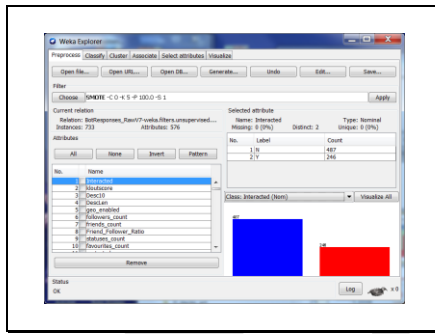 Weka Explorer
Preprocess Classify Cluster Associate Select attributes Visualize
Open file... Open URL... Open DB... Generate... Undo Edit... Save...
Filter
Choose SMOTE -C 0 -K 5 -P 100.0 -S 1 Apply
Current relation
Relation: BotResponses_RawV7-weka.filters.unsupervised....
Instances: 733 Attributes: 576
Attributes
All None Invert Pattern
No. Name
1 Interacted
2 kloutscore
3 Desc10
4 DescLen
5 geo_enabled
6 followers_count
7 friends_count
8 Friend_Follower_Ratio
9 statuses_count
10 favourites_count
Remove
Selected attribute
Name: Interacted Type: Nominal
Missing: 0 (0%) Distinct: 2 Unique: 0 (0%)
No. Label Count
1 N 487
2 Y 246
Class: Interacted (Nom) Visualize All
487
246
Status
OK
Log x 0